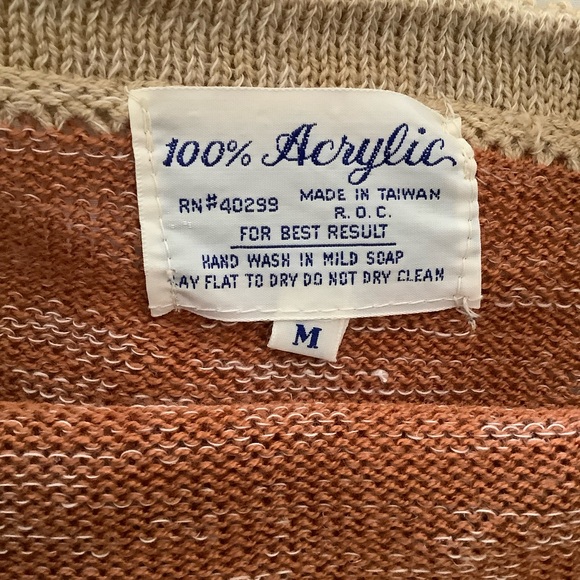 100% Acrylic
RN#40299 MADE IN TAIWAN
R.O.C.
FOR BEST RESULT
HAND WASH IN MILD SOAP
LAY FLAT TO DRY DO NOT DRY CLEAN
M